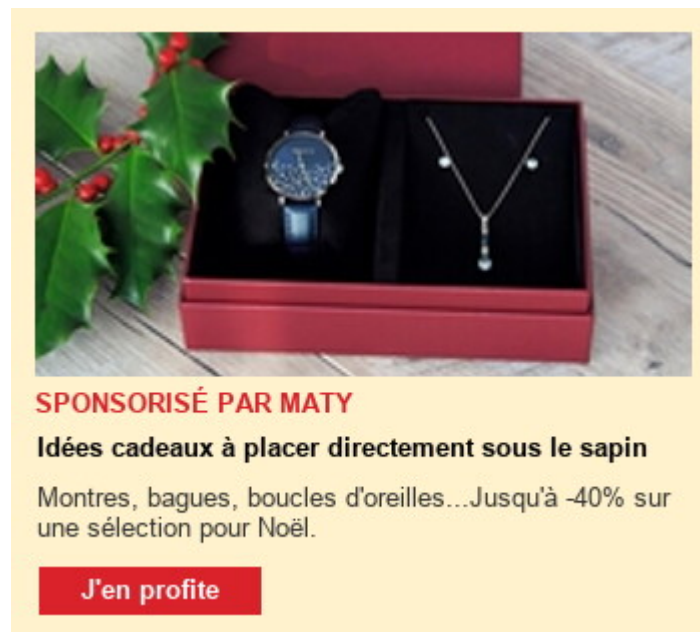 SPONSORISÉ PAR MATY
Idées cadeaux à placer directement sous le sapin
Montres, bagues, boucles d'oreilles...Jusqu'à -40% sur
une sélection pour Noël.
J'en profite